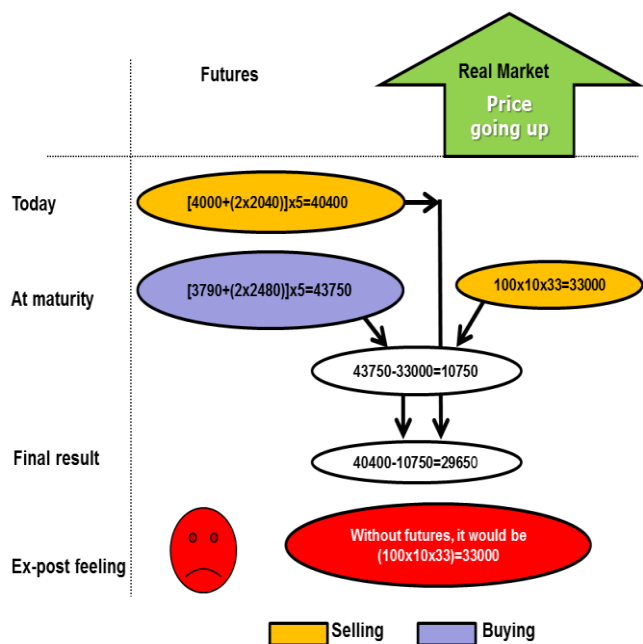 Futures
Real Market
Price
going up
Today
[4000+(2x2040)]x5=40400
At maturity
[3790+(2x2480)]x5=43750
100x10x33=33000
43750-33000=10750
Final result
40400-10750=29650
Ex-post feeling
Without futures, it would be
(100x10x33)=33000
Selling
Buying